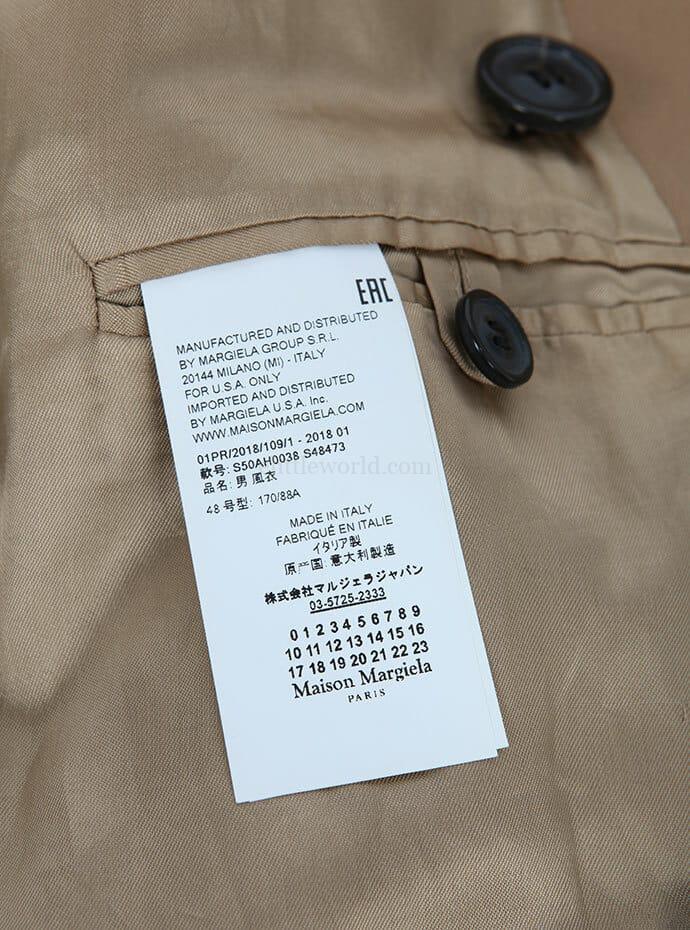 EAC
MANUFACTURED AND DISTRIBUTED
BY MARGIELA GROUP S.R.L.
20144 MILANO (MI) - ITALY
FOR U.S.A. ONLY
IMPORTED AND DISTRIBUTED
BY MARGIELA U.S.A. Inc.
WWW.MAISONMARGIELA.COM
01PR/2018/109/1 - 2018 01
款号: S50AH0038 S48473
品名: 男 風衣
48 号型: 170/88A
MADE IN ITALY
FABRIQUÉ EN ITALIE
イタリア製
原产国: 意大利製造
株式会社マルジェラジャパン
03-5725-2333
0 1 2 3 4 5 6 7 8 9
10 11 12 13 14 15 16
17 18 19 20 21 22 23
Maison Margiela
PARIS